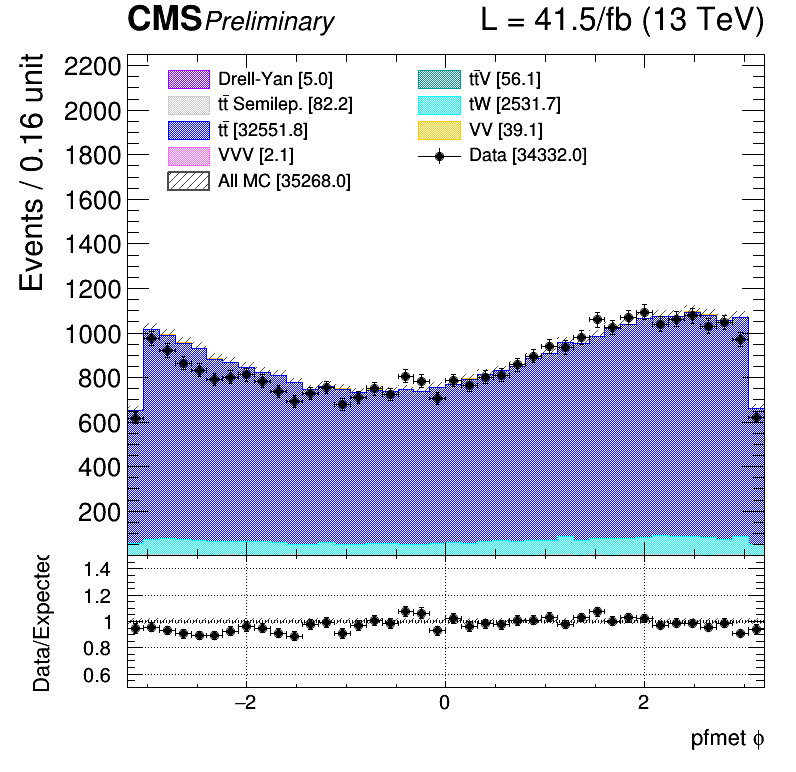 CMS Preliminary L = 41.5/fb (13 TeV)
Events / 0.16 unit
2200
2000
1800
1600
1400
1200
1000
800
600
400
200
Drell-Yan [5.0]
tt̄ Semilep. [82.2]
tt̄ [32551.8]
VVV [2.1]
All MC [35268.0]
tt̄V [56.1]
tW [2531.7]
VV [39.1]
Data [34332.0]
Data/Expected
1.4
1.2
1
0.8
0.6
−2 0 2
pfmet ϕ